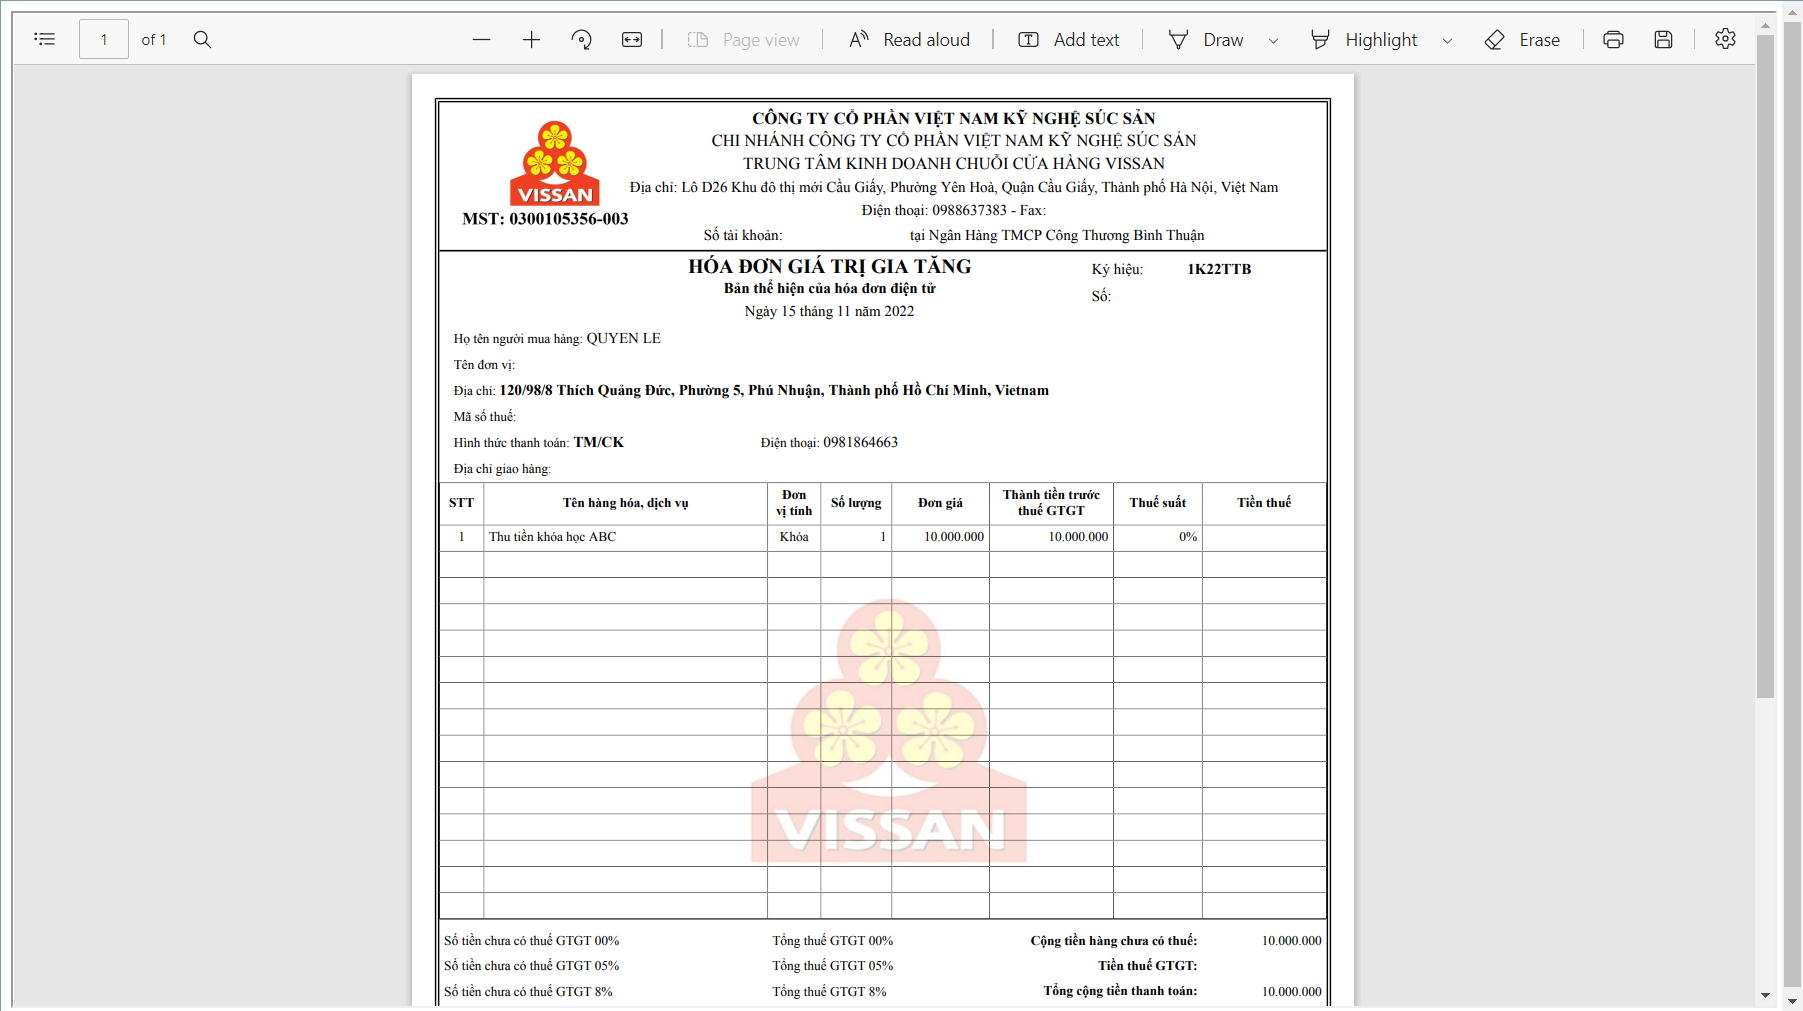 1 of 1 Page view Read aloud Add text Draw Highlight Erase
VISSAN
MST: 0300105356-003
CÔNG TY CỔ PHẦN VIỆT NAM KỸ NGHỆ SÚC SẢN
CHI NHÁNH CÔNG TY CỔ PHẦN VIỆT NAM KỸ NGHỆ SÚC SẢN
TRUNG TÂM KINH DOANH CHUỖI CỬA HÀNG VISSAN
Địa chỉ: Lô D26 Khu đô thị mới Cầu Giấy, Phường Yên Hoà, Quận Cầu Giấy, Thành phố Hà Nội, Việt Nam
Điện thoại: 0988637383 - Fax:
Số tài khoản: tại Ngân Hàng TMCP Công Thương Bình Thuận
HÓA ĐƠN GIÁ TRỊ GIA TĂNG
Bản thể hiện của hóa đơn điện tử
Ngày 15 tháng 11 năm 2022
Ký hiệu: 1K22TTB
Số:
Họ tên người mua hàng: QUYEN LE
Tên đơn vị:
Địa chỉ: 120/98/8 Thích Quảng Đức, Phường 5, Phú Nhuận, Thành phố Hồ Chí Minh, Vietnam
Mã số thuế:
Hình thức thanh toán: TM/CK Điện thoại: 0981864663
Địa chỉ giao hàng:
STT Tên hàng hóa, dịch vụ Đơn vị tính Số lượng Đơn giá Thành tiền trước thuế GTGT Thuế suất Tiền thuế
1 Thu tiền khóa học ABC Khóa 1 10.000.000 10.000.000 0%
VISSAN
Số tiền chưa có thuế GTGT 00% Tổng thuế GTGT 00% Cộng tiền hàng chưa có thuế: 10.000.000
Số tiền chưa có thuế GTGT 05% Tổng thuế GTGT 05% Tiền thuế GTGT:
Số tiền chưa có thuế GTGT 8% Tổng thuế GTGT 8% Tổng cộng tiền thanh toán: 10.000.000